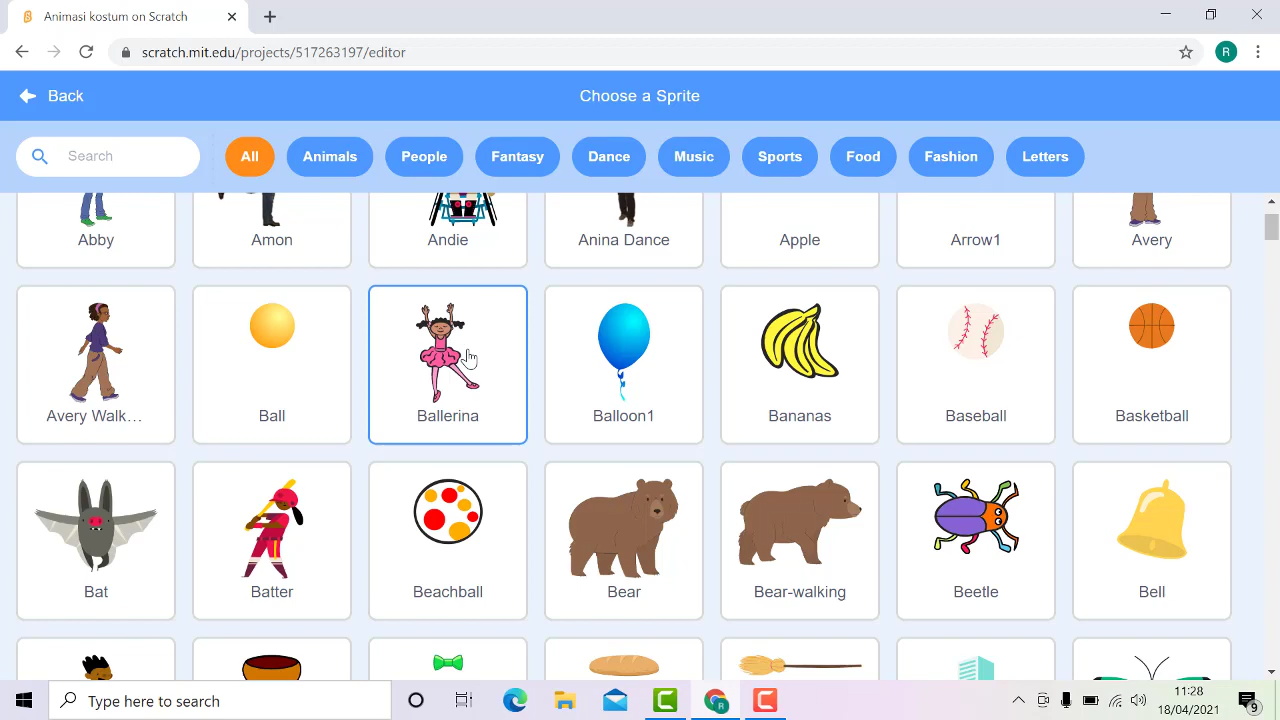 Animasi kostum on Scratch
scratch.mit.edu/projects/517263197/editor
R
Back
Choose a Sprite
Search
All
Animals
People
Fantasy
Dance
Music
Sports
Food
Fashion
Letters
Abby
Amon
Andie
Anina Dance
Apple
Arrow1
Avery
Avery Walk...
Ball
Ballerina
Balloon1
Bananas
Baseball
Basketball
Bat
Batter
Beachball
Bear
Bear-walking
Beetle
Bell
Type here to search
C
R
C
11:28
18/04/2021
9